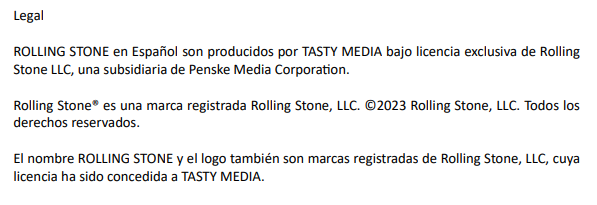 Legal
ROLLING STONE en Español son producidos por TASTY MEDIA bajo licencia exclusiva de Rolling
Stone LLC, una subsidiaria de Penske Media Corporation.
Rolling Stone® es una marca registrada Rolling Stone, LLC. ©2023 Rolling Stone, LLC. Todos los
derechos reservados.
El nombre ROLLING STONE y el logo también son marcas registradas de Rolling Stone, LLC, cuya
licencia ha sido concedida a TASTY MEDIA.